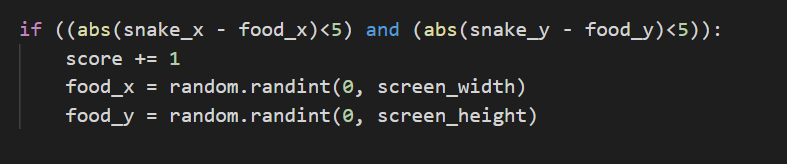 if ((abs(snake_x - food_x)<5) and (abs(snake_y - food_y)<5)):
    score += 1
    food_x = random.randint(0, screen_width)
    food_y = random.randint(0, screen_height)